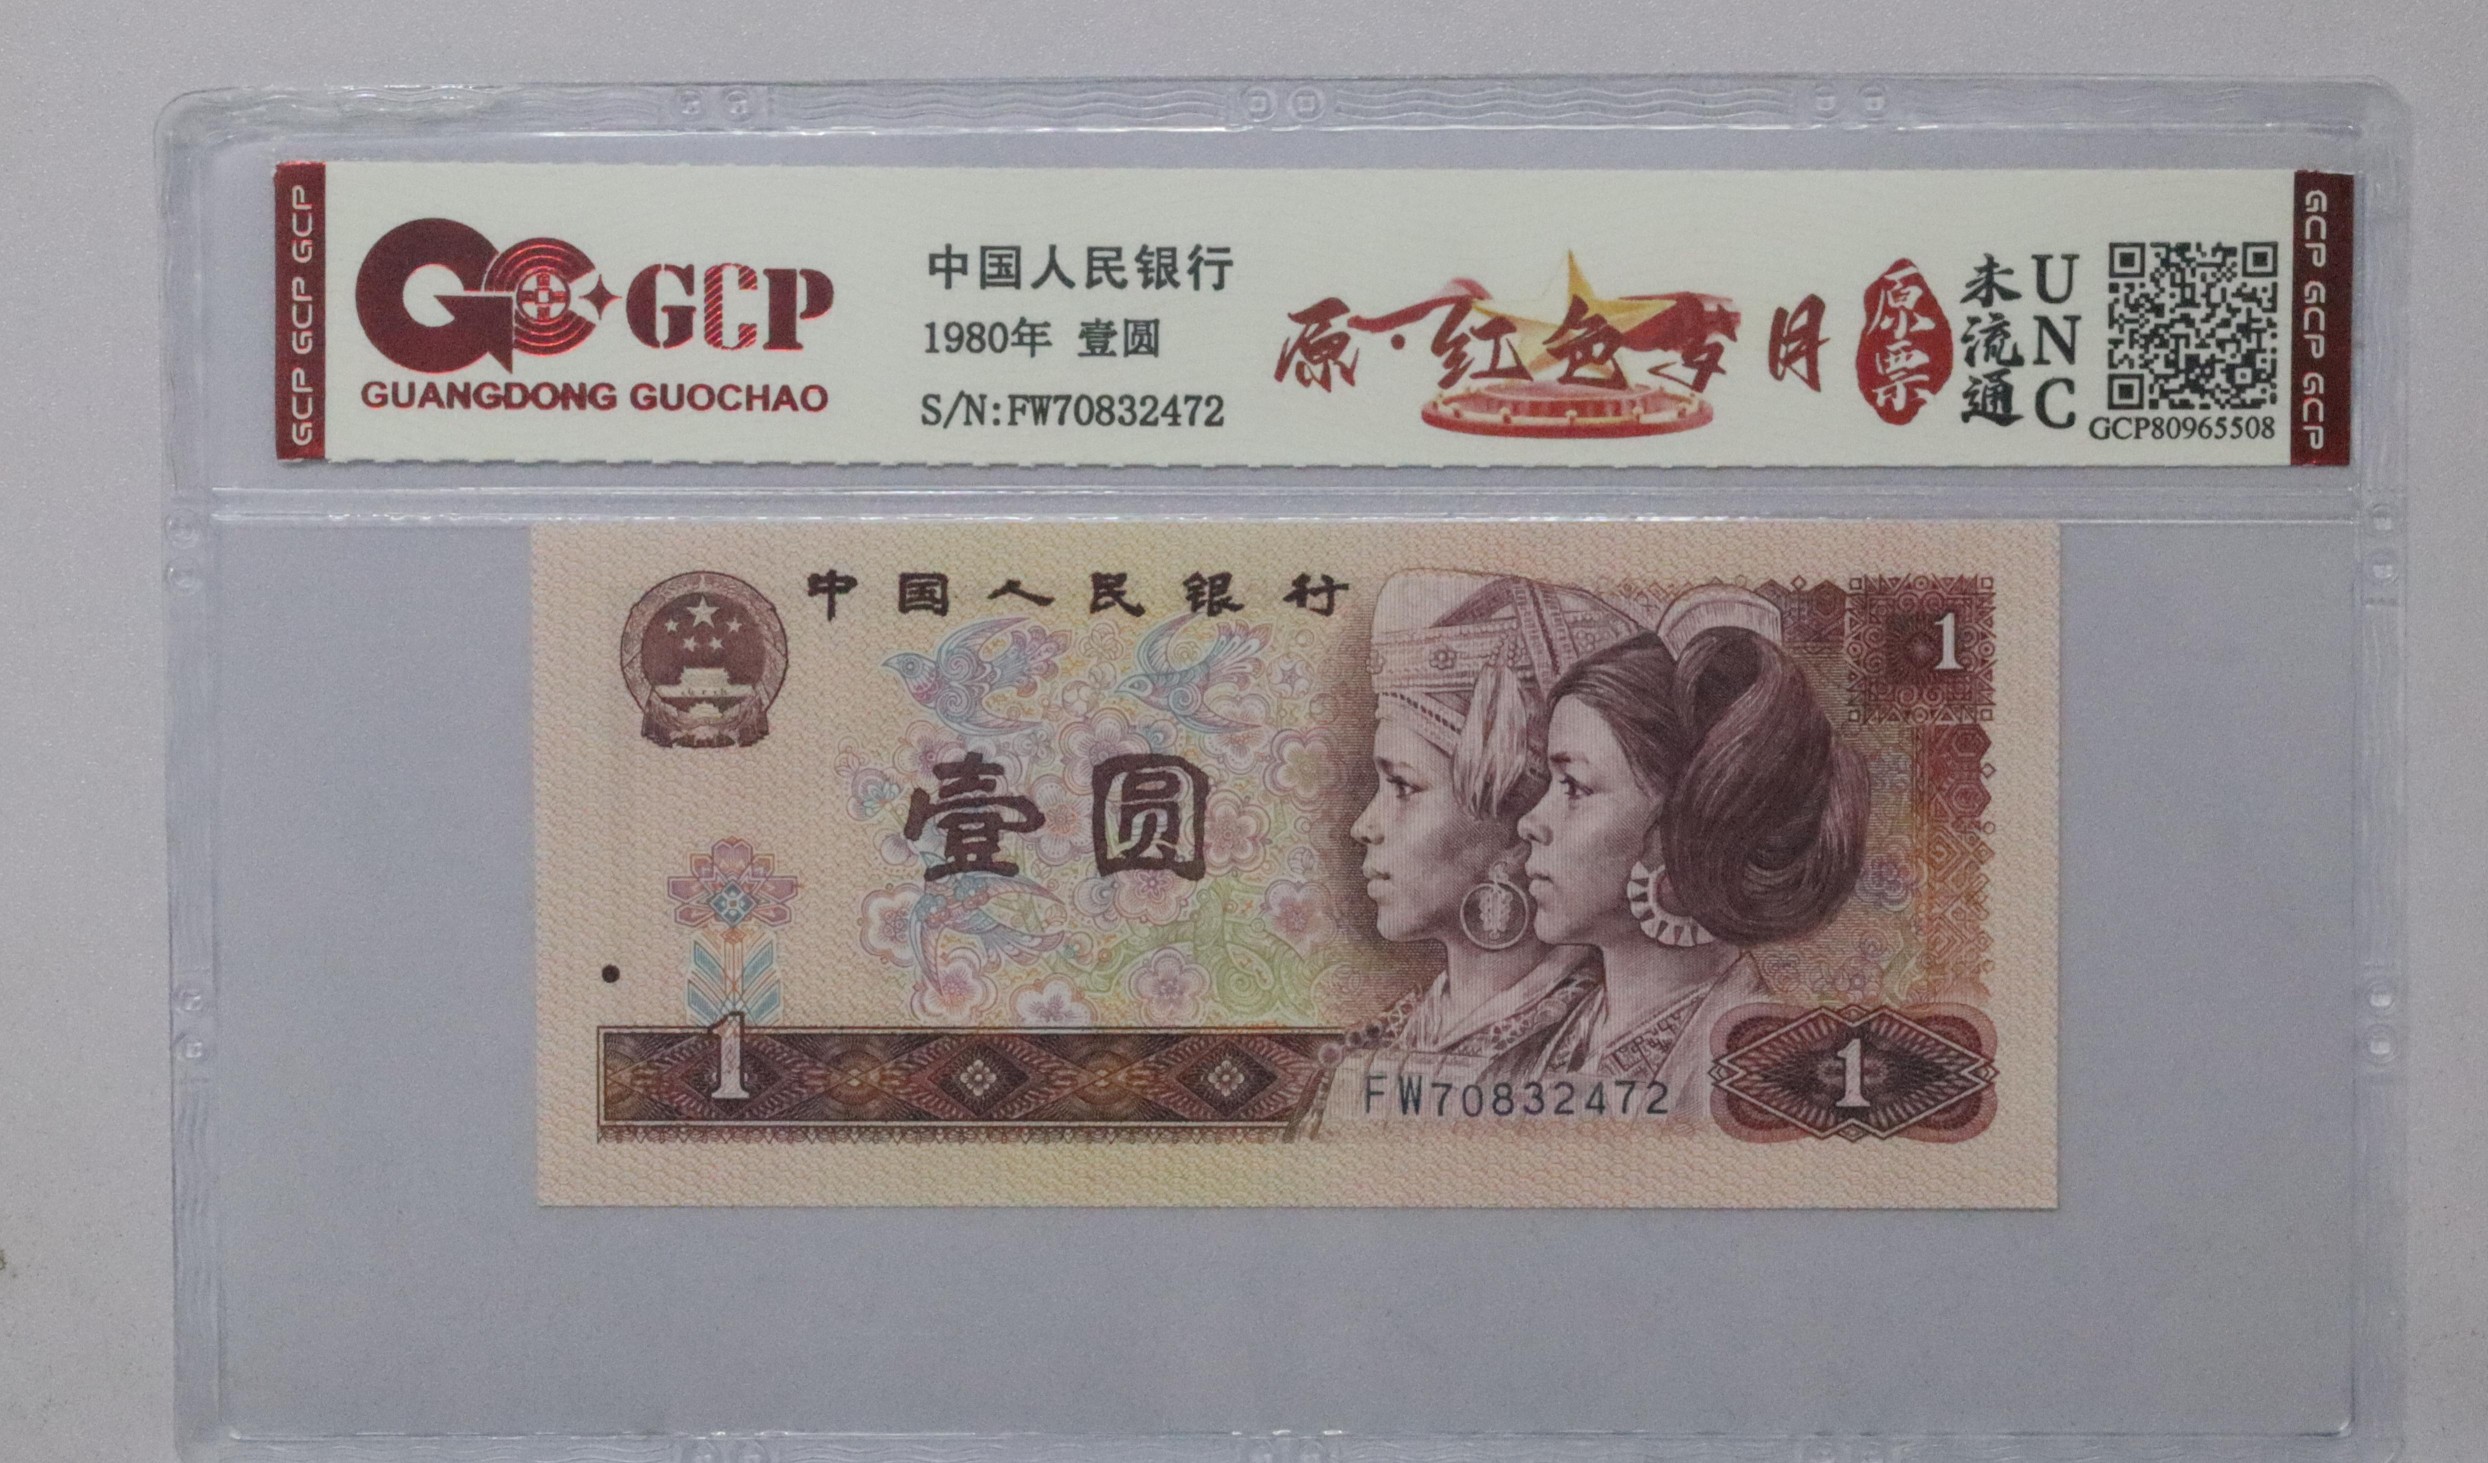 GCP GCP GCP
GCP
GUANGDONG GUOCHAO
中国人民银行
1980年 壹圆
S/N:FW70832472
原·红色岁月
原票
未流通
UNC
GCP80965508
GCP GCP GCP
中国人民银行
1
壹圆
1
FW70832472
1